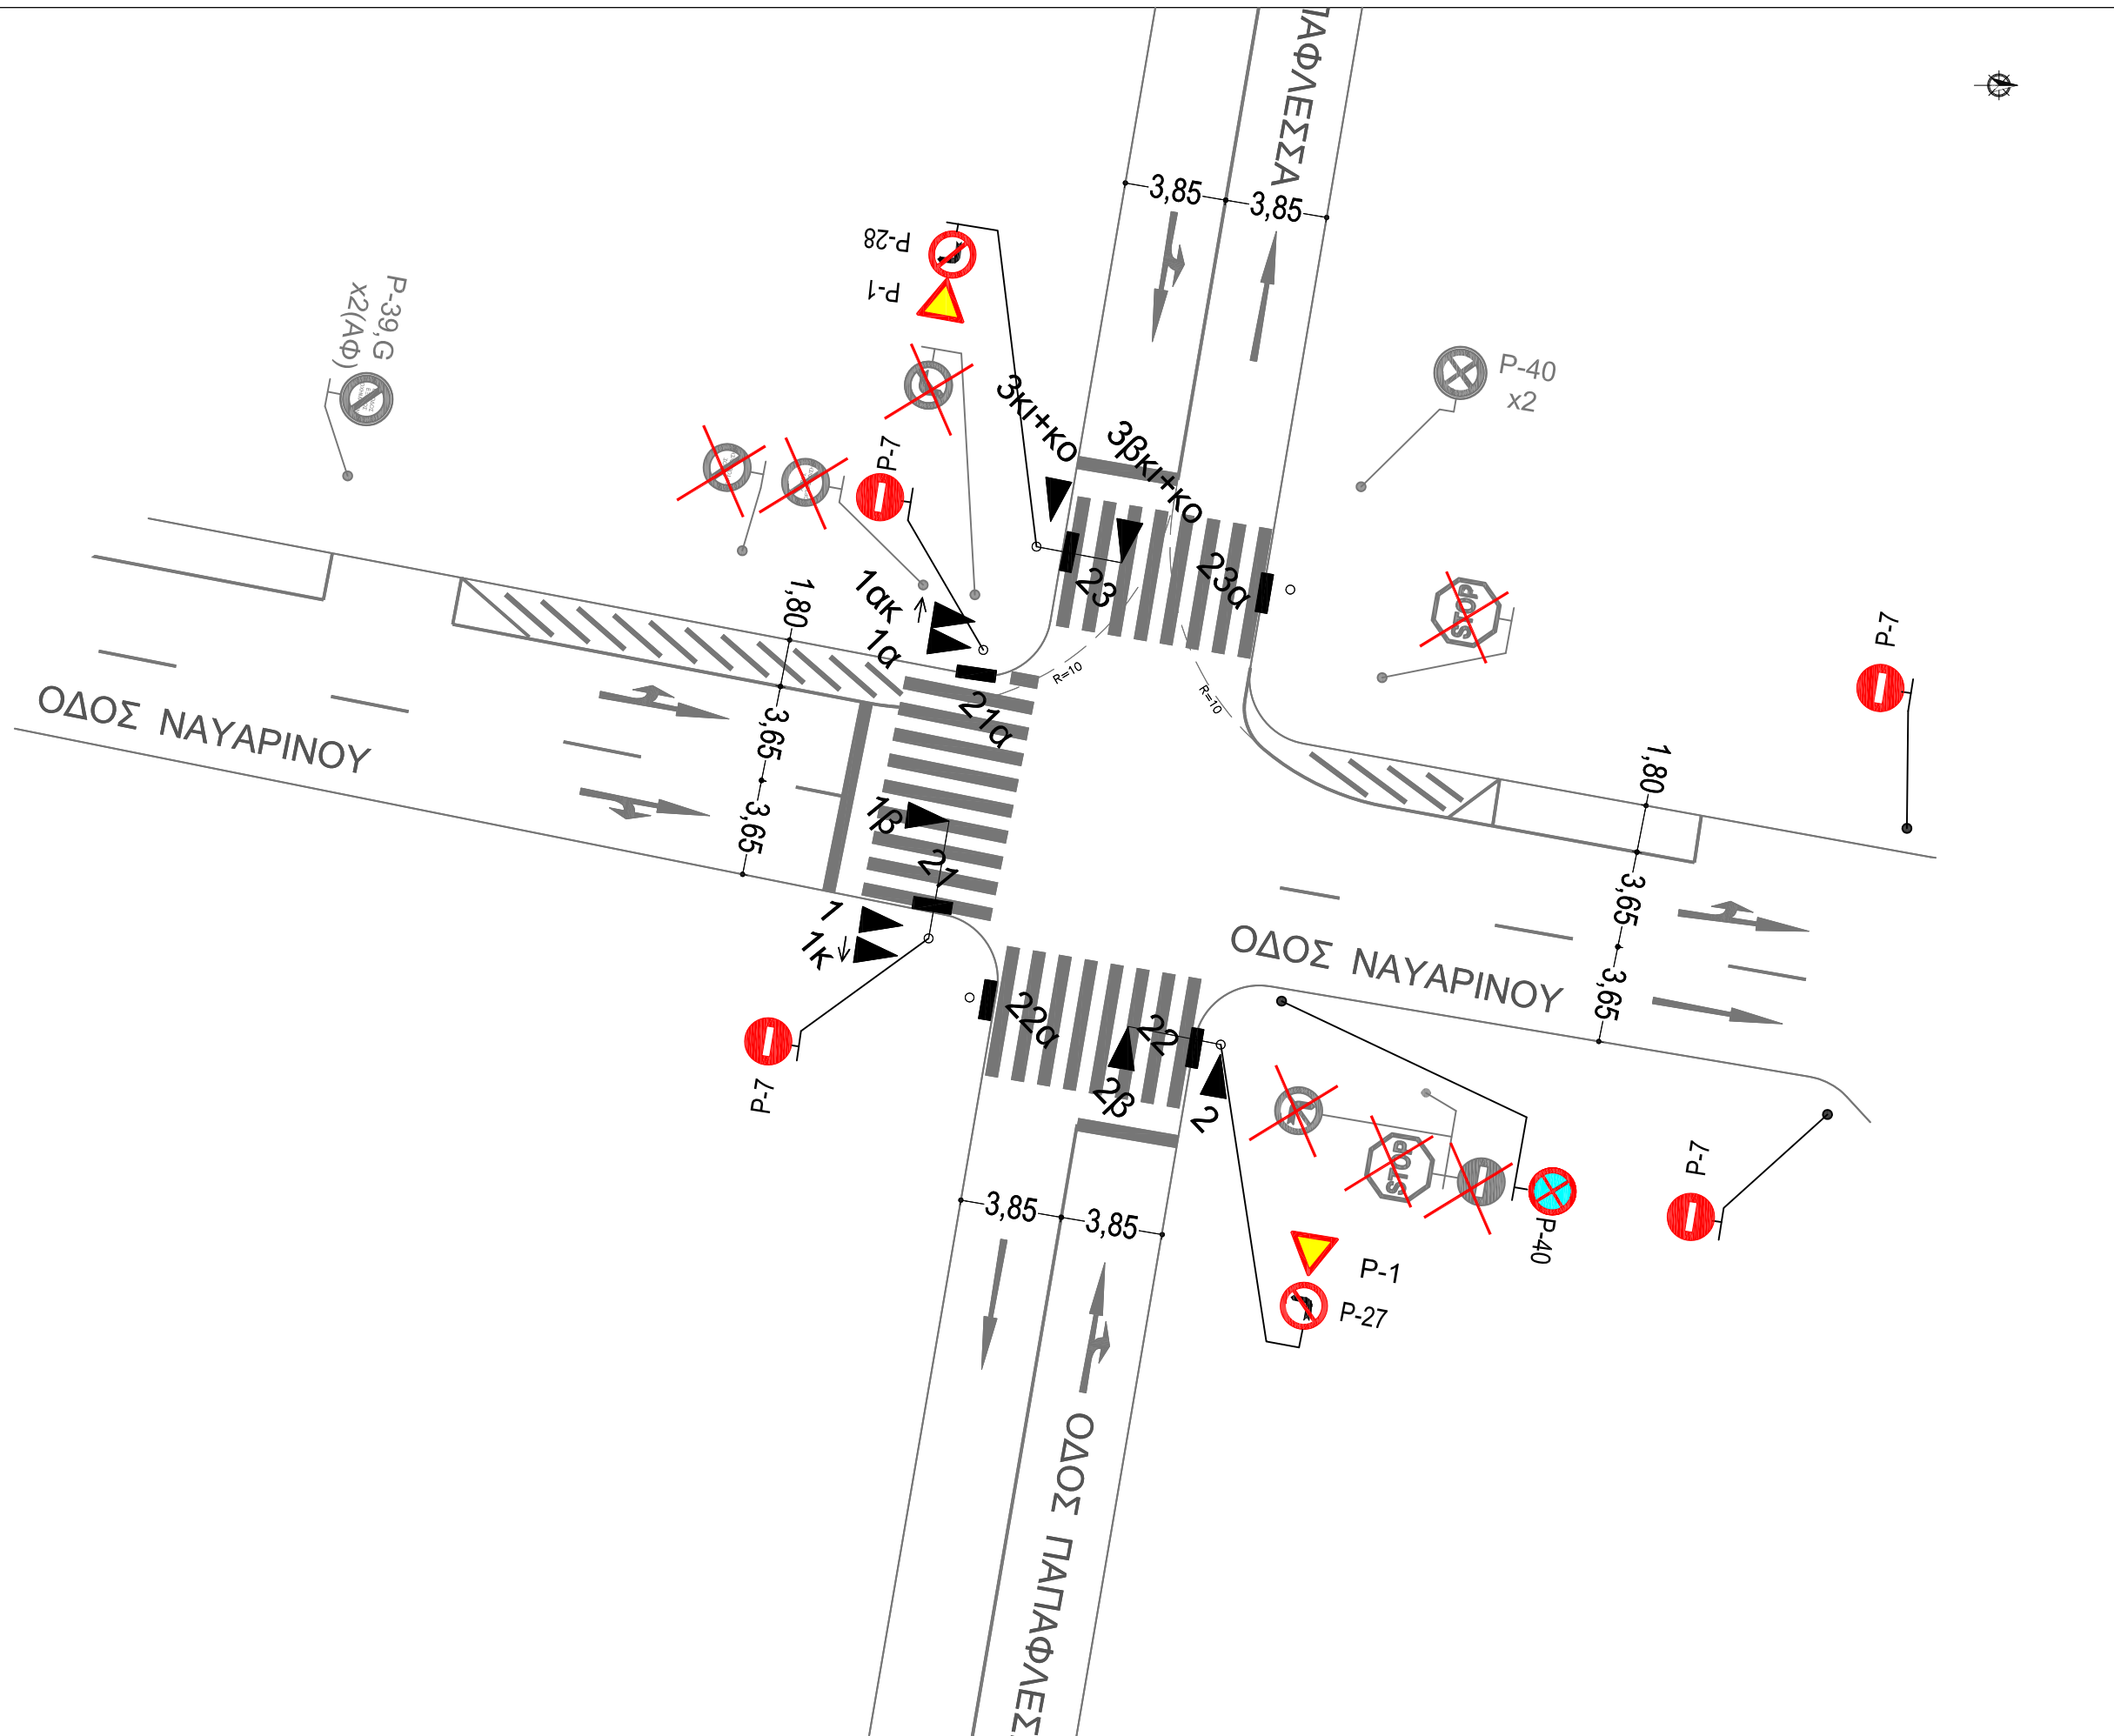 ΠΑΦΛΕΣΣΑ
3,85
3,85
P-28
P-1
P-39,G
x2(ΑΦ)
P-40
x2
3κι+κο
3βκι+κο
P-7
23
23α
1ακ
1α
1,80
R=10
R=10
STOP
P-7
21α
ΟΔΟΣ ΝΑΥΑΡΙΝΟΥ
3,65
3,65
1,80
1β
21
3,65
3,65
1
1κ
ΟΔΟΣ ΝΑΥΑΡΙΝΟΥ
22α
22
2β
2
P-7
STOP
P-7
P-40
3,85
3,85
P-1
P-27
ΟΔΟΣ ΠΑΠΑΦΛΕΣ